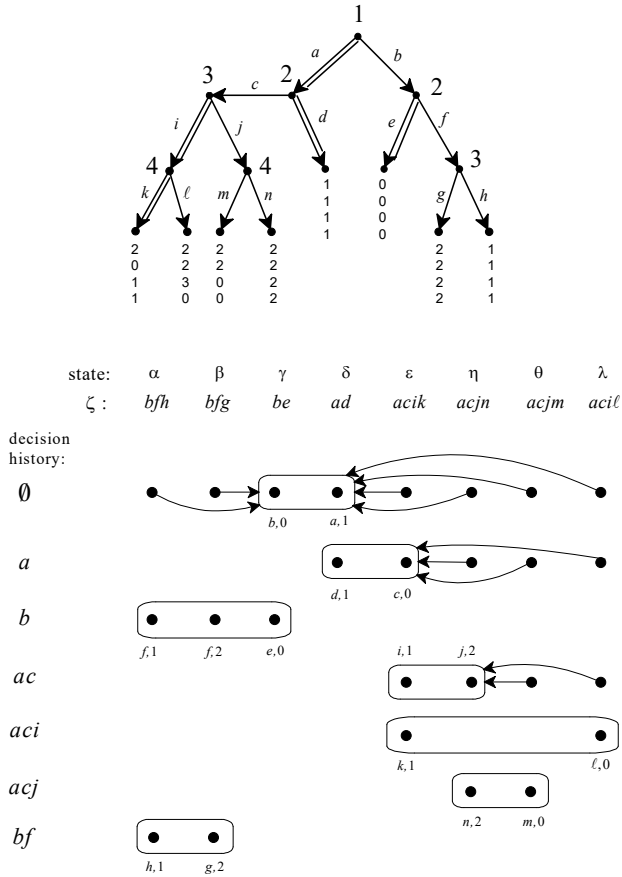 1
a b
3 c 2 2
i j d e f
4 4 3
k ℓ m n g h
2 2 2 2 1 0 2 1
0 2 2 2 1 0 2 1
1 3 0 2 1 0 2 1
1 0 0 2 1 0 2 1
state: α β γ δ ε η θ λ
ζ : bfh bfg be ad acik acjn acjm aciℓ
decision
history:
∅
b,0 a,1
a
d,1 c,0
b
f,1 f,2 e,0
i,1 j,2
ac
aci
k,1 ℓ,0
acj
n,2 m,0
bf
h,1 g,2